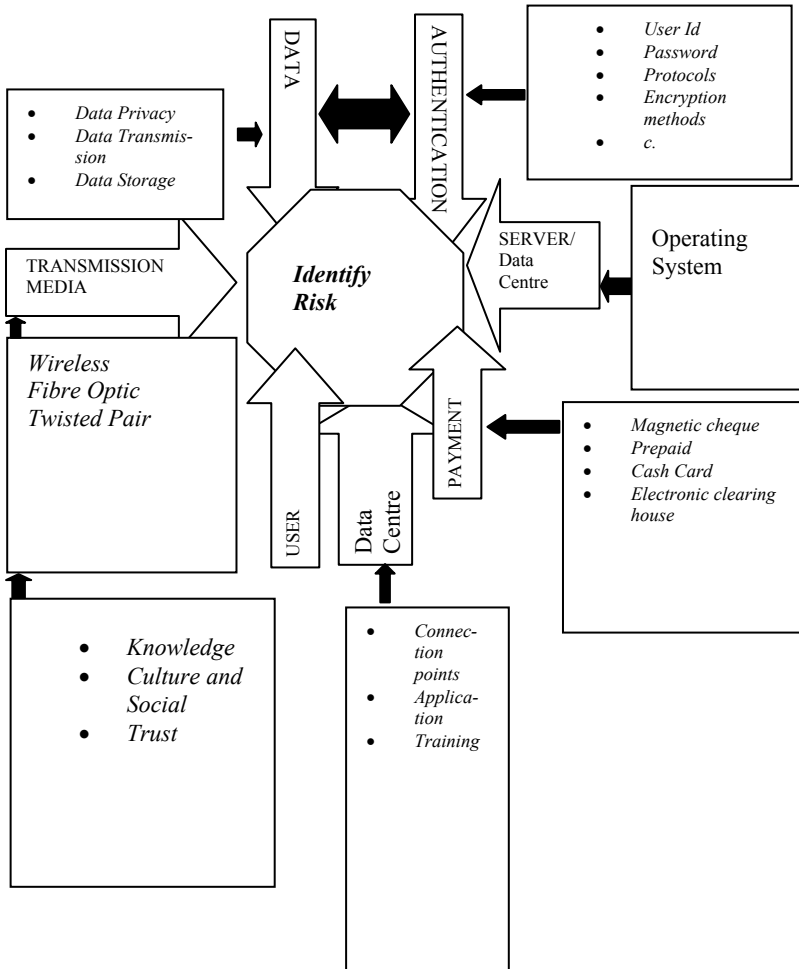 DATA
AUTHENTICATION
• User Id
• Password
• Protocols
• Encryption
methods
• c.
• Data Privacy
• Data Transmis-
sion
• Data Storage
TRANSMISSION
MEDIA
Identify
Risk
SERVER/
Data
Centre
Operating
System
Wireless
Fibre Optic
Twisted Pair
USER
Data
Centre
PAYMENT
• Magnetic cheque
• Prepaid
• Cash Card
• Electronic clearing
house
• Knowledge
• Culture and
Social
• Trust
• Connec-
tion
points
• Applica-
tion
• Training